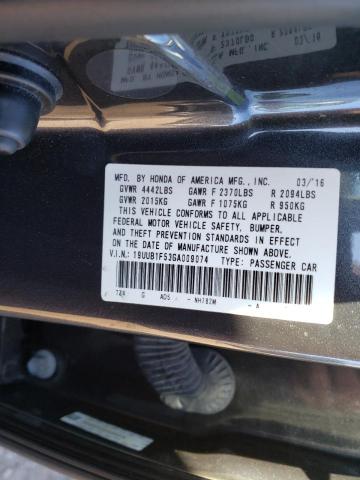 MFD. BY HONDA OF AMERICA MFG., INC. 03/'16
GVWR 4442LBS GAWR F 2370LBS R 2094LBS
GVWR 2015KG GAWR F 1075KG R 950KG
THIS VEHICLE CONFORMS TO ALL APPLICABLE
FEDERAL MOTOR VEHICLE SAFETY, BUMPER,
AND THEFT PREVENTION STANDARDS IN EFFECT
ON THE DATE OF MANUFACTURE SHOWN ABOVE.
V.I.N.: 19UUB1F53GA009074 TYPE: PASSENGER CAR
TZ4 G AD5 - NH782M - A